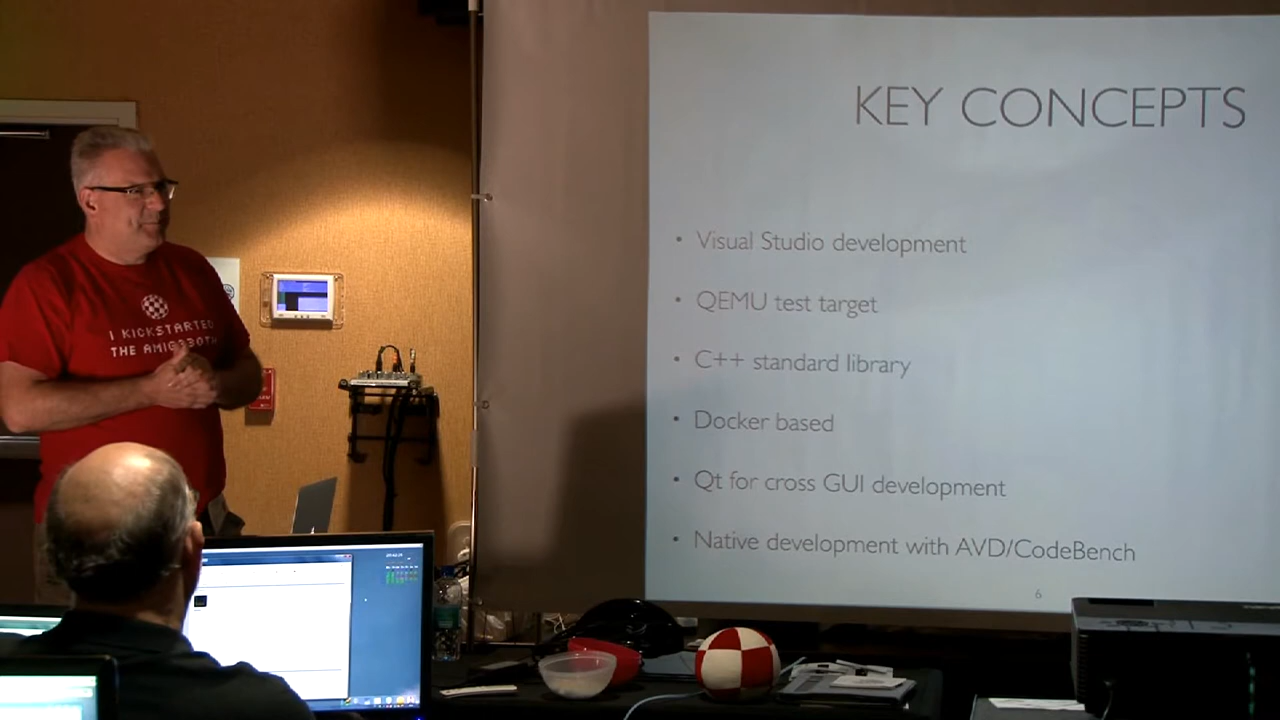 KEY CONCEPTS
• Visual Studio development
• QEMU test target
• C++ standard library
• Docker based
• Qt for cross GUI development
• Native development with AVD/CodeBench
6
I KICKSTARTED
THE AMIGA30TH